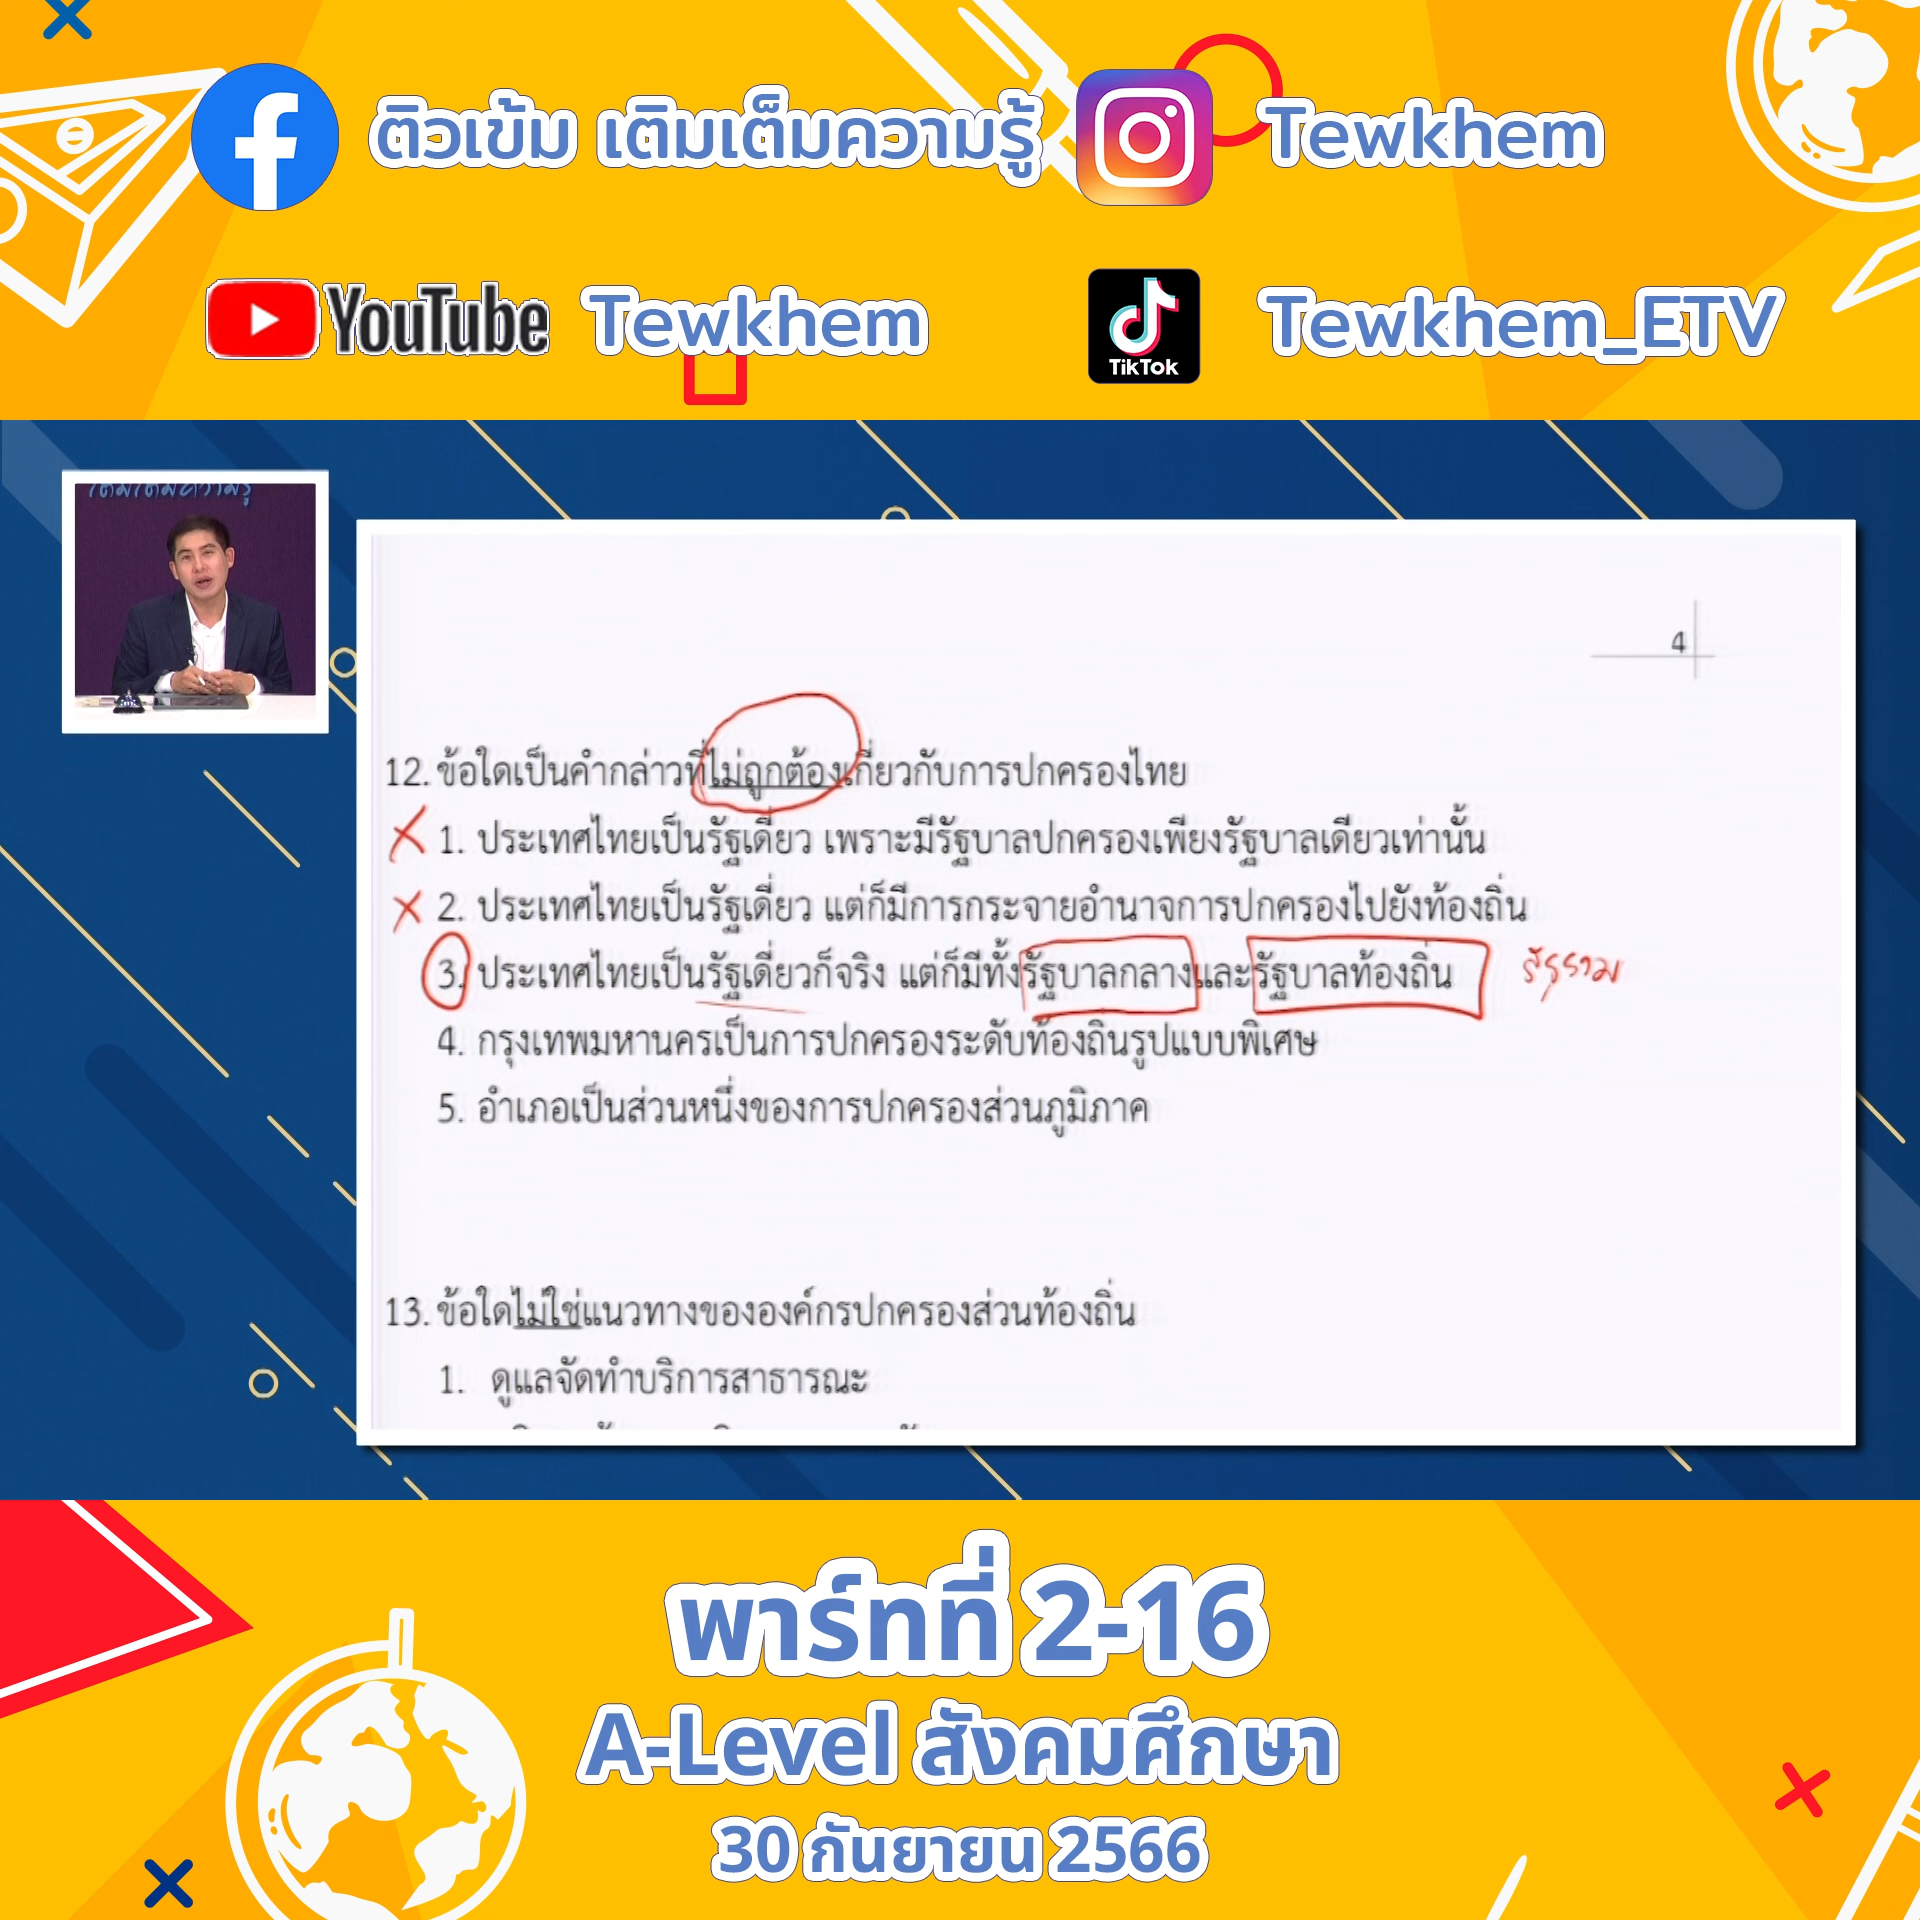 ติวเข้ม เติมเต็มความรู้
Tewkhem
YouTube Tewkhem
TikTok
Tewkhem_ETV
เติมเต็มความรู้
4
12. ข้อใดเป็นคำกล่าวที่ไม่ถูกต้องเกี่ยวกับการปกครองไทย
1. ประเทศไทยเป็นรัฐเดี่ยว เพราะมีรัฐบาลปกครองเพียงรัฐบาลเดียวเท่านั้น
2. ประเทศไทยเป็นรัฐเดี่ยว แต่ก็มีการกระจายอำนาจการปกครองไปยังท้องถิ่น
3. ประเทศไทยเป็นรัฐเดี่ยวก็จริง แต่ก็มีทั้งรัฐบาลกลางและรัฐบาลท้องถิ่น รัฐรวม
4. กรุงเทพมหานครเป็นการปกครองระดับท้องถิ่นรูปแบบพิเศษ
5. อำเภอเป็นส่วนหนึ่งของการปกครองส่วนภูมิภาค
13. ข้อใดไม่ใช่แนวทางขององค์กรปกครองส่วนท้องถิ่น
1. ดูแลจัดทำบริการสาธารณะ
พาร์ทที่ 2-16
A-Level สังคมศึกษา
30 กันยายน 2566